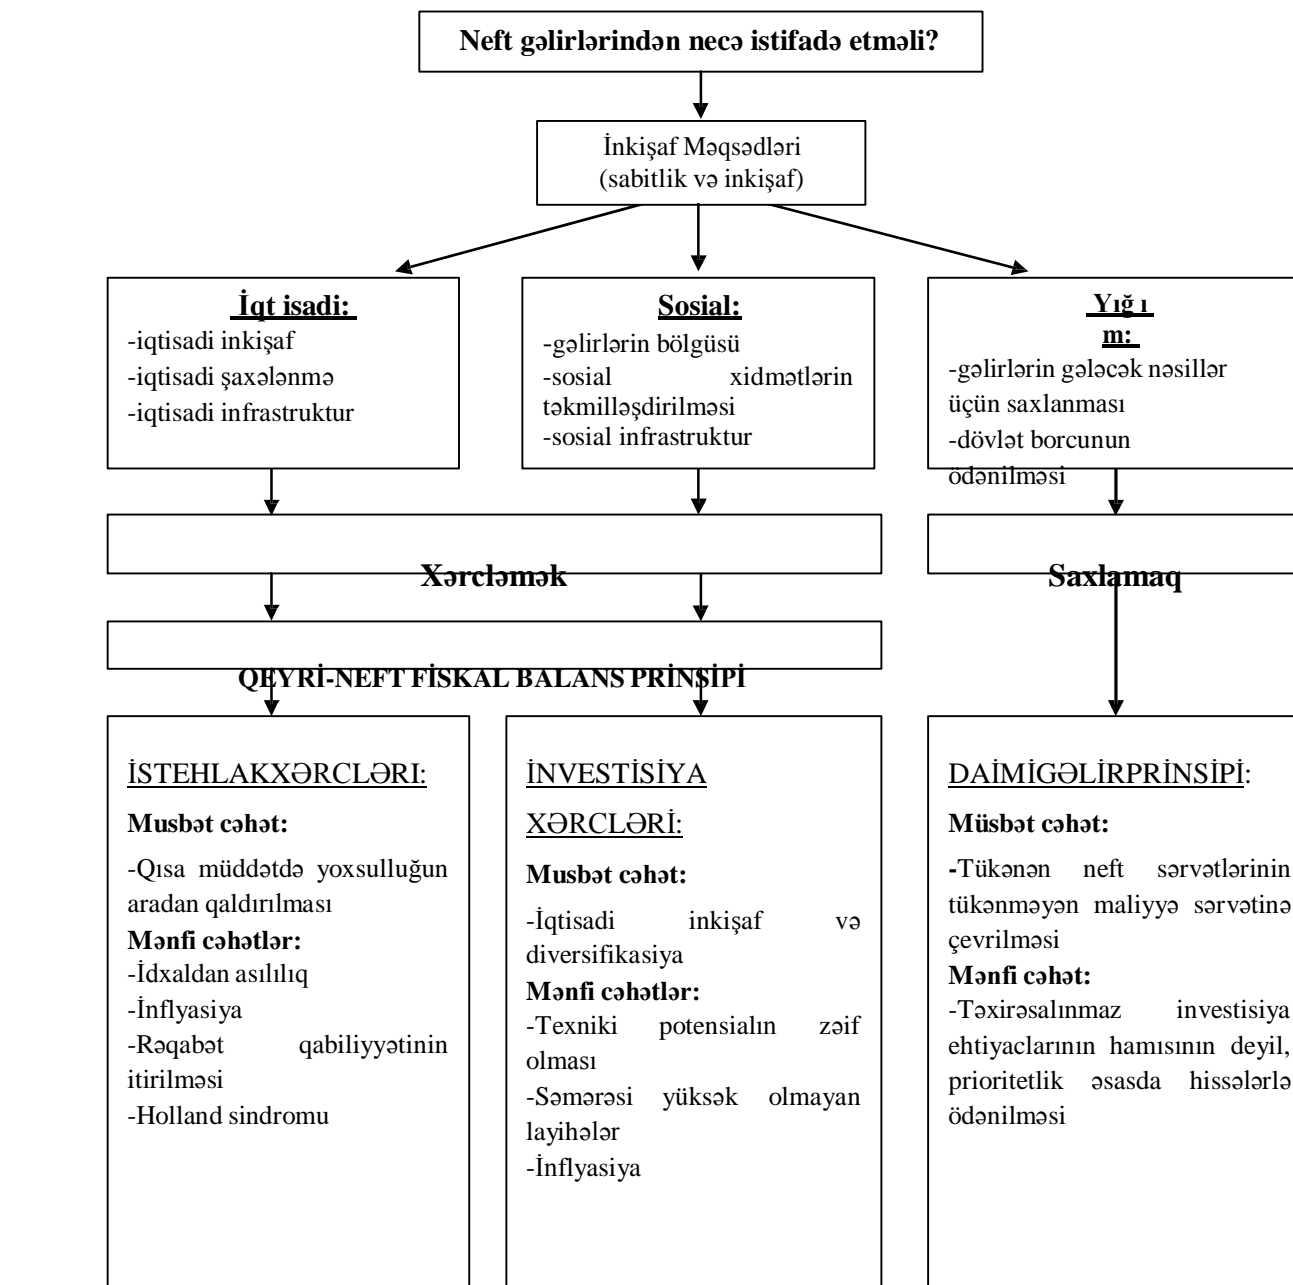 Neft gəlirlərindən necə istifadə etməli?
İnkişaf Məqsədləri
(sabitlik və inkişaf)
İqt isadi:
-iqtisadi inkişaf
-iqtisadi şaxələnmə
-iqtisadi infrastruktur
Sosial:
-gəlirlərin bölgüsü
-sosial xidmətlərin
təkmilləşdirilməsi
-sosial infrastruktur
Yığ ı
m:
-gəlirlərin gələcək nəsillər
üçün saxlanması
-dövlət borcunun
ödənilməsi
Xərcləmək
Saxlamaq
QEYRİ-NEFT FİSKAL BALANS PRİNSİPİ
İSTEHLAKXƏRCLƏRI:
Musbət cəhət:
-Qısa müddətdə yoxsulluğun
aradan qaldırılması
Mənfi cəhətlər:
-İdxaldan asılılıq
-İnflyasiya
-Rəqabət qabiliyyətinin
itirilməsi
-Holland sindromu
İNVESTİSİYA
XƏRCLƏRİ:
Musbət cəhət:
-İqtisadi inkişaf və
diversifikasiya
Mənfi cəhətlər:
-Texniki potensialın zəif
olması
-Səmərəsi yüksək olmayan
layihələr
-İnflyasiya
DAİMİGƏLİRPRİNSİPİ:
Müsbət cəhət:
-Tükənən neft sərvətlərinin
tükənməyən maliyyə sərvətinə
çevrilməsi
Mənfi cəhət:
-Təxirəsalınmaz investisiya
ehtiyaclarının hamısının deyil,
prioritetlik əsasda hissələrlə
ödənilməsi